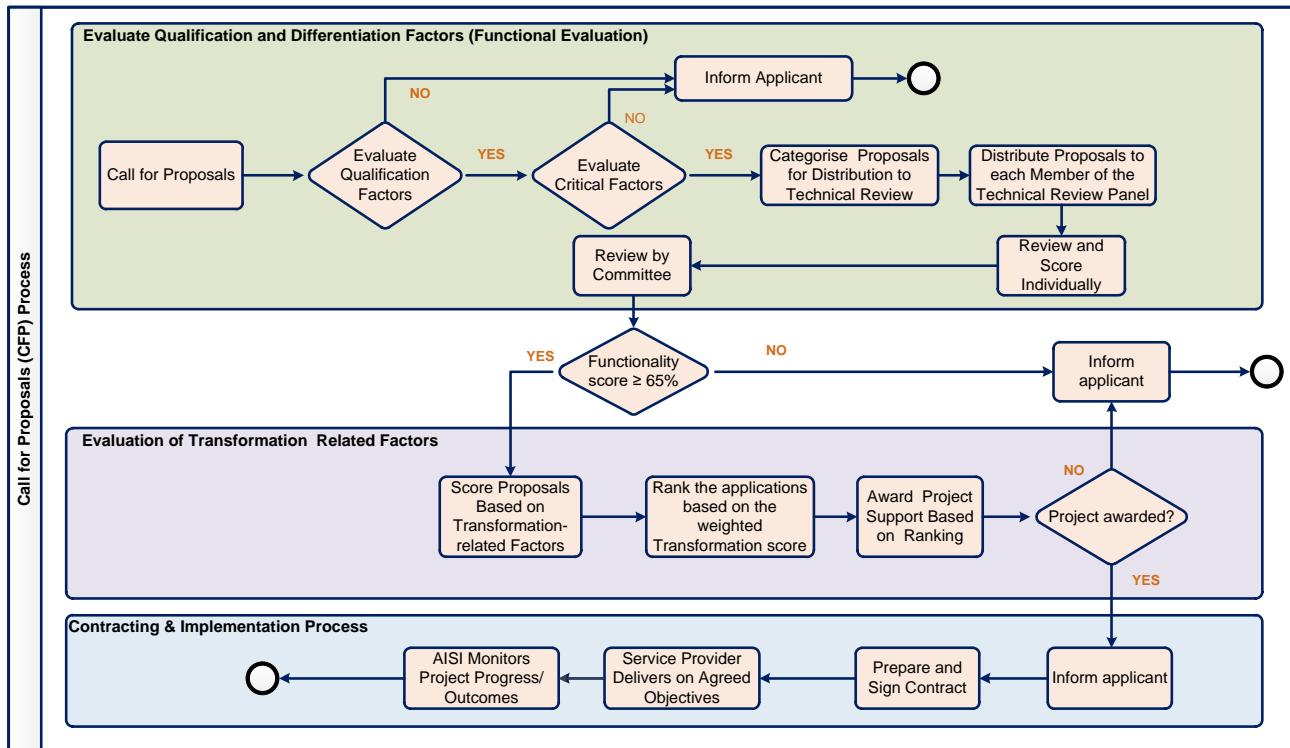 Call for Proposals (CFP) Process
Evaluate Qualification and Differentiation Factors (Functional Evaluation)
Inform Applicant
NO
NO
Call for Proposals
Evaluate
Qualification
Factors
YES
Evaluate
Critical Factors
YES
Categorise Proposals
for Distribution to
Technical Review
Distribute Proposals to
each Member of the
Technical Review Panel
Review by
Committee
Review and
Score
Individually
YES
Functionality
score ≥ 65%
NO
Inform
applicant
Evaluation of Transformation Related Factors
Score Proposals
Based on
Transformation-
related Factors
Rank the applications
based on the
weighted
Transformation score
Award Project
Support Based
on Ranking
NO
Project awarded?
YES
Contracting & Implementation Process
AISI Monitors
Project Progress/
Outcomes
Service Provider
Delivers on Agreed
Objectives
Prepare and
Sign Contract
Inform applicant